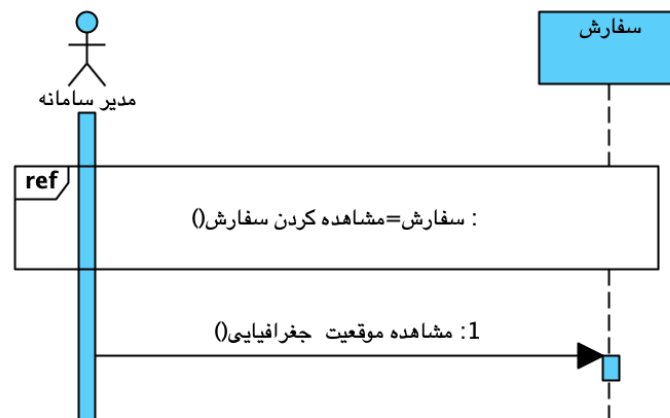 سفارش
مدیر سامانه
ref
: سفارش=مشاهده کردن سفارش()
1: مشاهده موقعیت جغرافیایی()